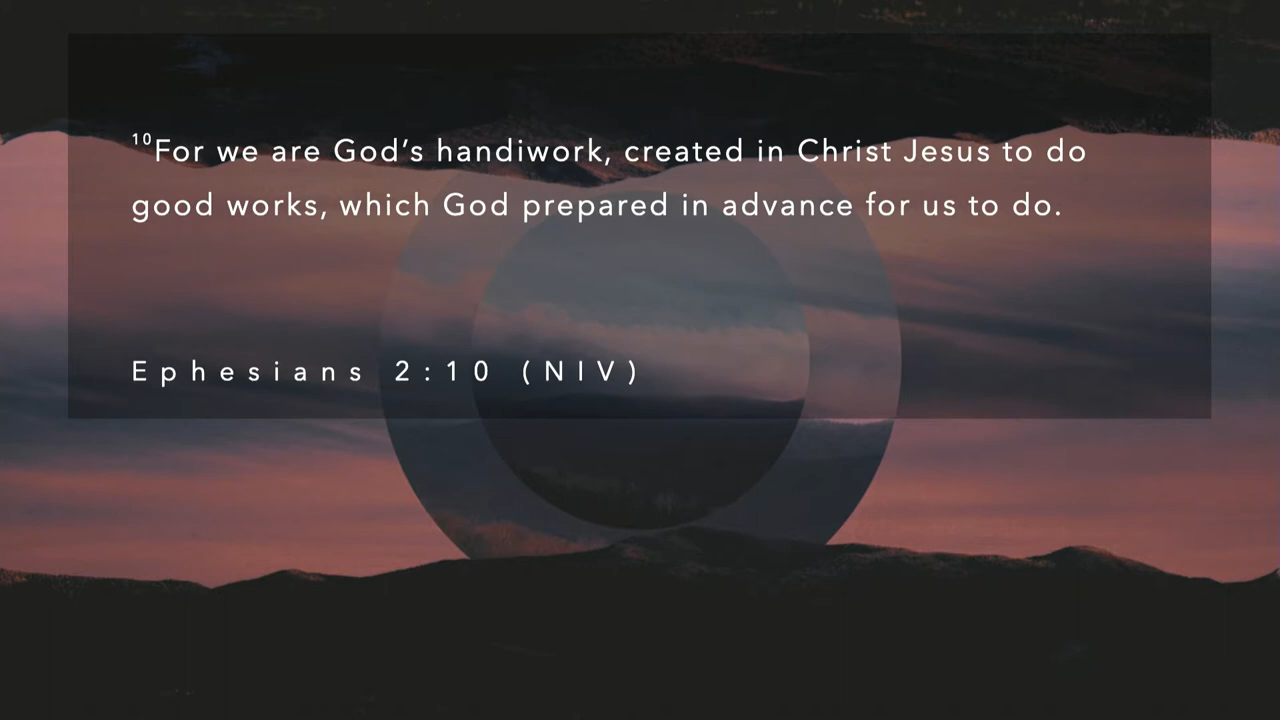 ¹⁰For we are God’s handiwork, created in Christ Jesus to do
good works, which God prepared in advance for us to do.
Ephesians 2:10 (NIV)